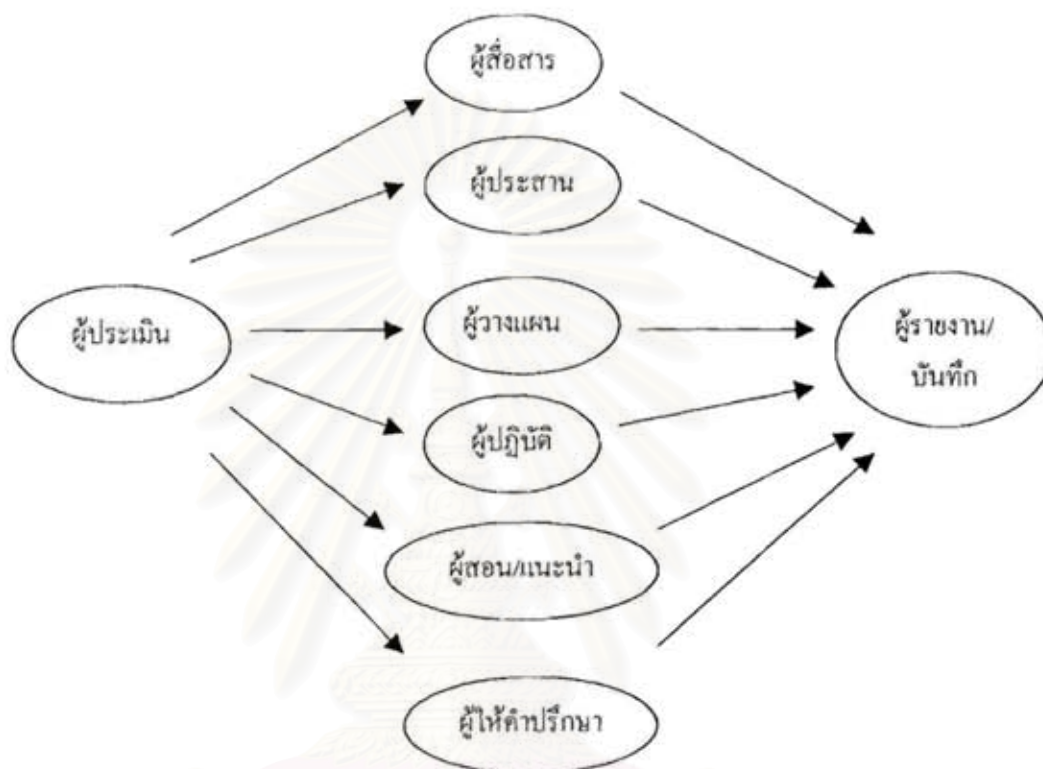 ผู้สื่อสาร
ผู้ประสาน
ผู้ประเมิน
ผู้วางแผน
ผู้รายงาน/
บันทึก
ผู้ปฏิบัติ
ผู้สอน/แนะนำ
ผู้ให้คำปรึกษา